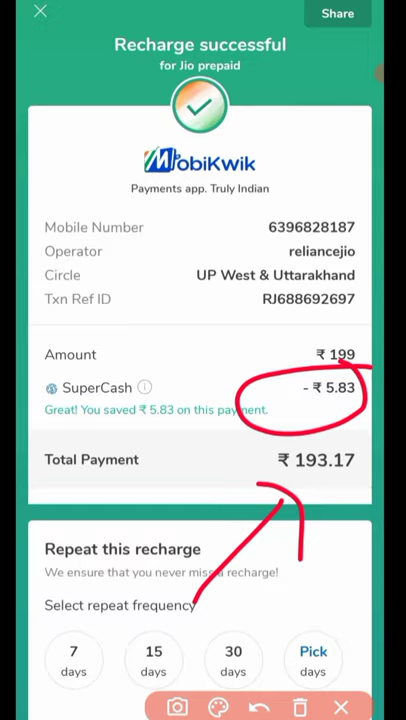 Share
Recharge successful
for Jio prepaid
MobiKwik
Payments app. Truly Indian
Mobile Number 6396828187
Operator reliancejio
Circle UP West & Uttarakhand
Txn Ref ID RJ688692697
Amount ₹ 199
SuperCash i - ₹ 5.83
Great! You saved ₹ 5.83 on this payment.
Total Payment ₹ 193.17
Repeat this recharge
We ensure that you never miss a recharge!
Select repeat frequency
7 15 30 Pick
days days days days